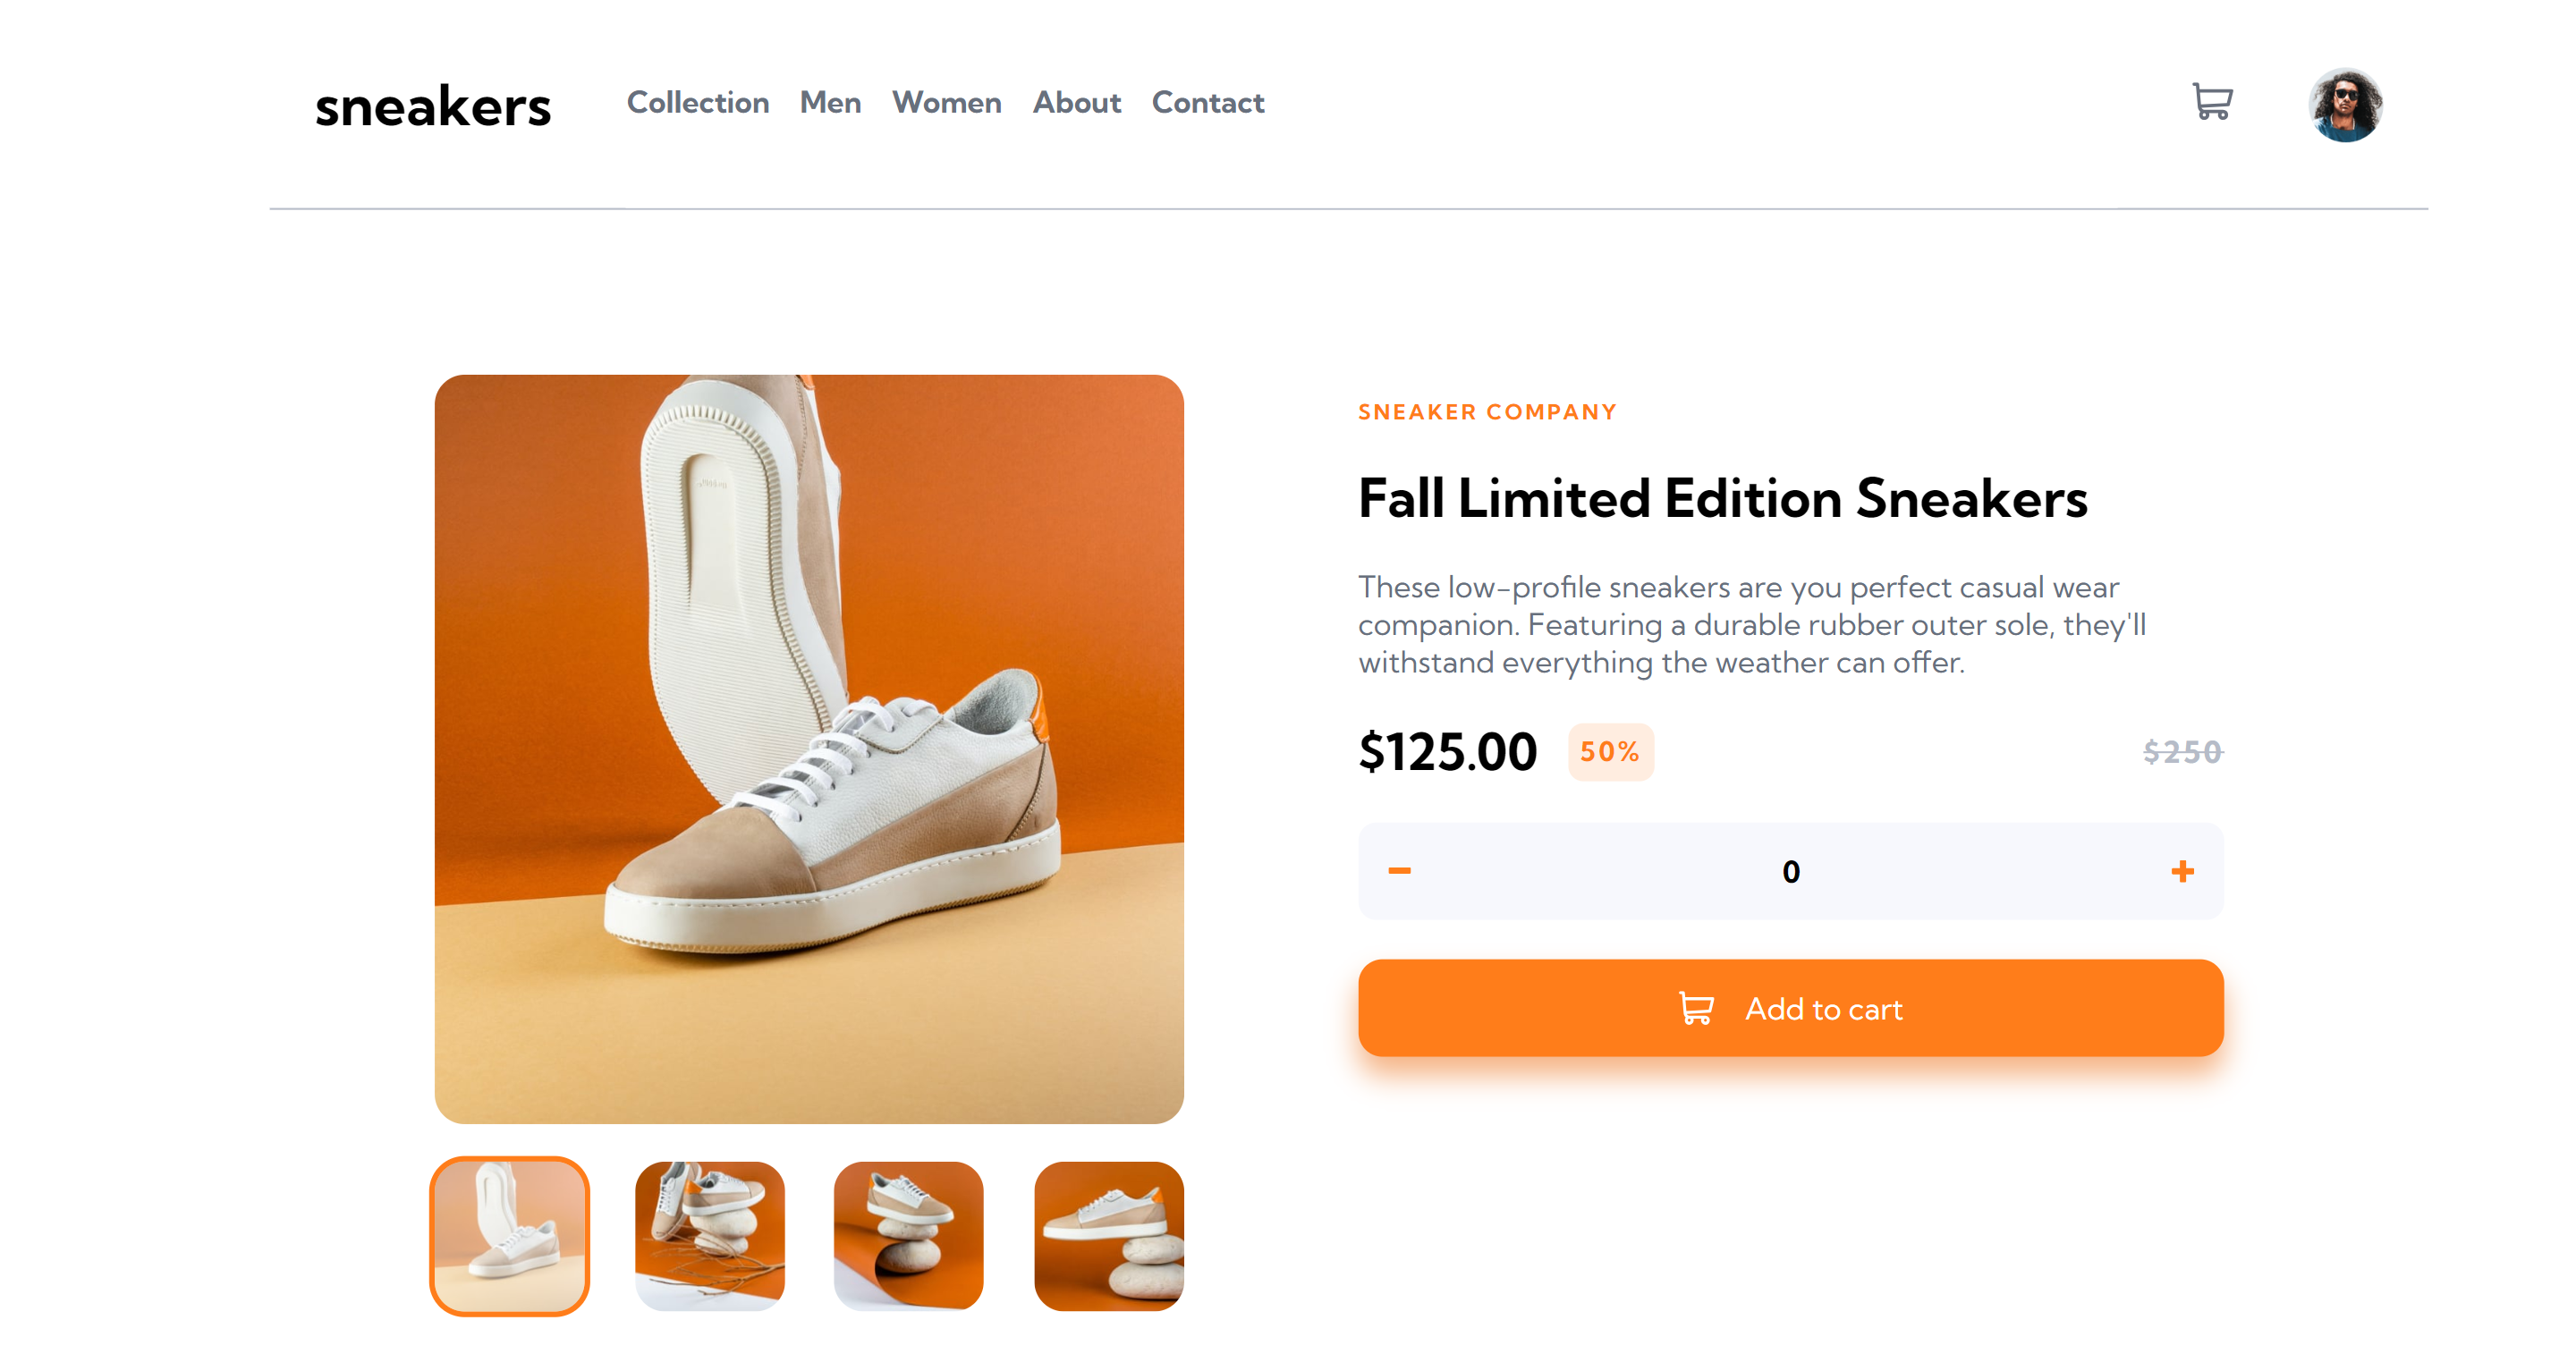 sneakers
Collection Men Women About Contact
SNEAKER COMPANY
Fall Limited Edition Sneakers
These low-profile sneakers are you perfect casual wear
companion. Featuring a durable rubber outer sole, they'll
withstand everything the weather can offer.
$125.00 50% $250
0
Add to cart